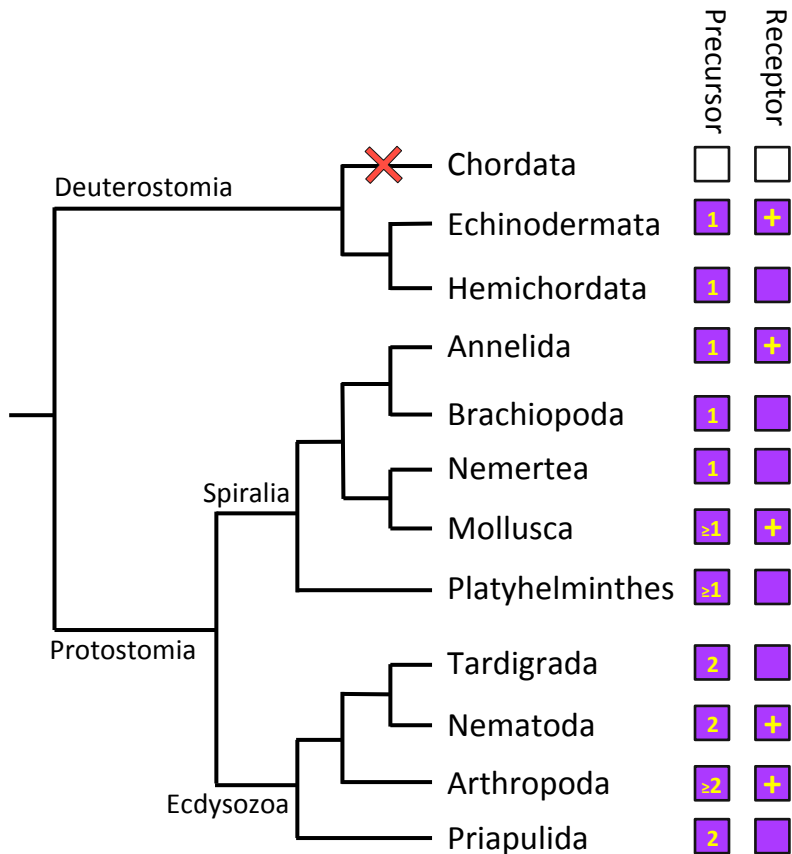 Precursor
Receptor
Chordata
Deuterostomia
Echinodermata 1 +
Hemichordata 1
Annelida 1 +
Brachiopoda 1
Nemertea 1
Spiralia
Mollusca ≥1 +
Platyhelminthes ≥1
Protostomia
Tardigrada 2
Nematoda 2 +
Arthropoda ≥2 +
Ecdysozoa
Priapulida 2